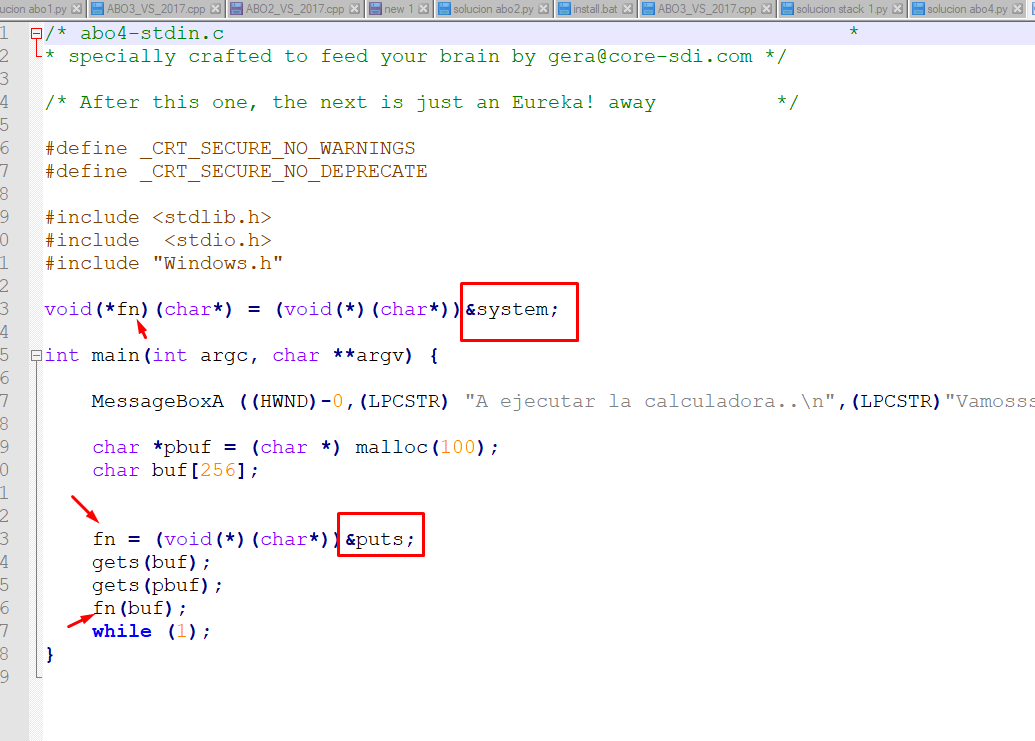 ucion abo1.py ABO3_VS_2017.cpp ABO2_VS_2017.cpp new 1 solucion abo2.py install.bat ABO3_VS_2017.cpp solucion stack 1.py solucion abo4.py
1 /* abo4-stdin.c *
2 * specially crafted to feed your brain by gera@core-sdi.com */
3
4 /* After this one, the next is just an Eureka! away */
5
6 #define _CRT_SECURE_NO_WARNINGS
7 #define _CRT_SECURE_NO_DEPRECATE
8
9 #include <stdlib.h>
0 #include <stdio.h>
1 #include "Windows.h"
2
3 void(*fn)(char*) = (void(*)(char*))&system;
4
5 int main(int argc, char **argv) {
6
7 MessageBoxA ((HWND)-0,(LPCSTR) "A ejecutar la calculadora..\n",(LPCSTR)"Vamosss
8
9 char *pbuf = (char *) malloc(100);
0 char buf[256];
1
2
3 fn = (void(*)(char*))&puts;
4 gets(buf);
5 gets(pbuf);
6 fn(buf);
7 while (1);
8 }
9